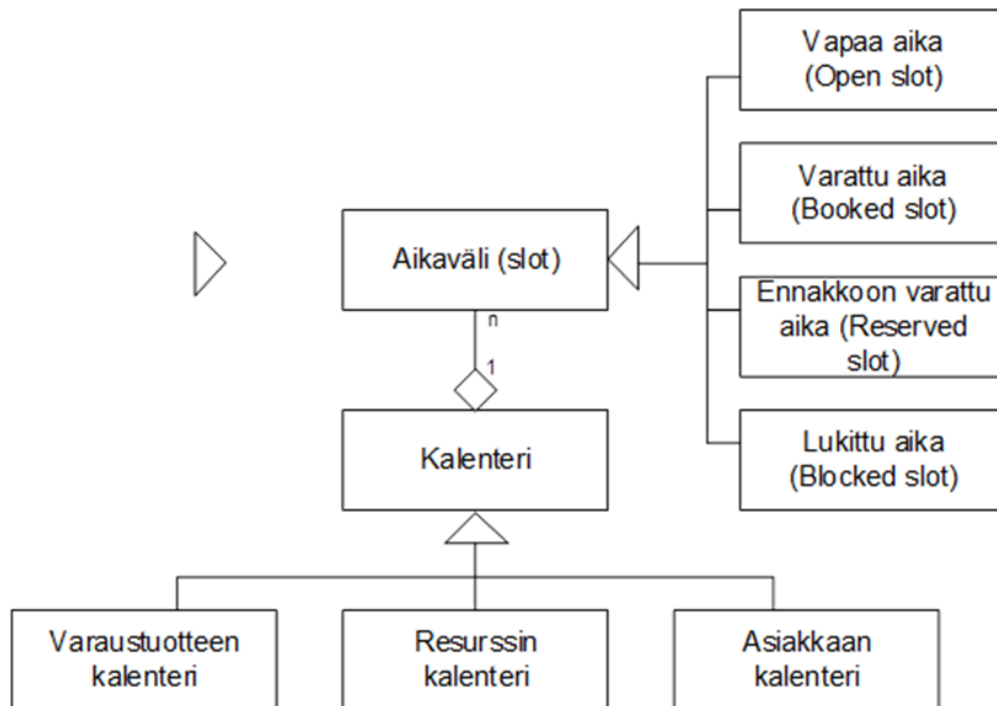 Vapaa aika
(Open slot)
Varattu aika
(Booked slot)
Aikaväli (slot)
Ennakkoon varattu
aika (Reserved
slot)
n
1
Kalenteri
Lukittu aika
(Blocked slot)
Varaustuotteen
kalenteri
Resurssin
kalenteri
Asiakkaan
kalenteri